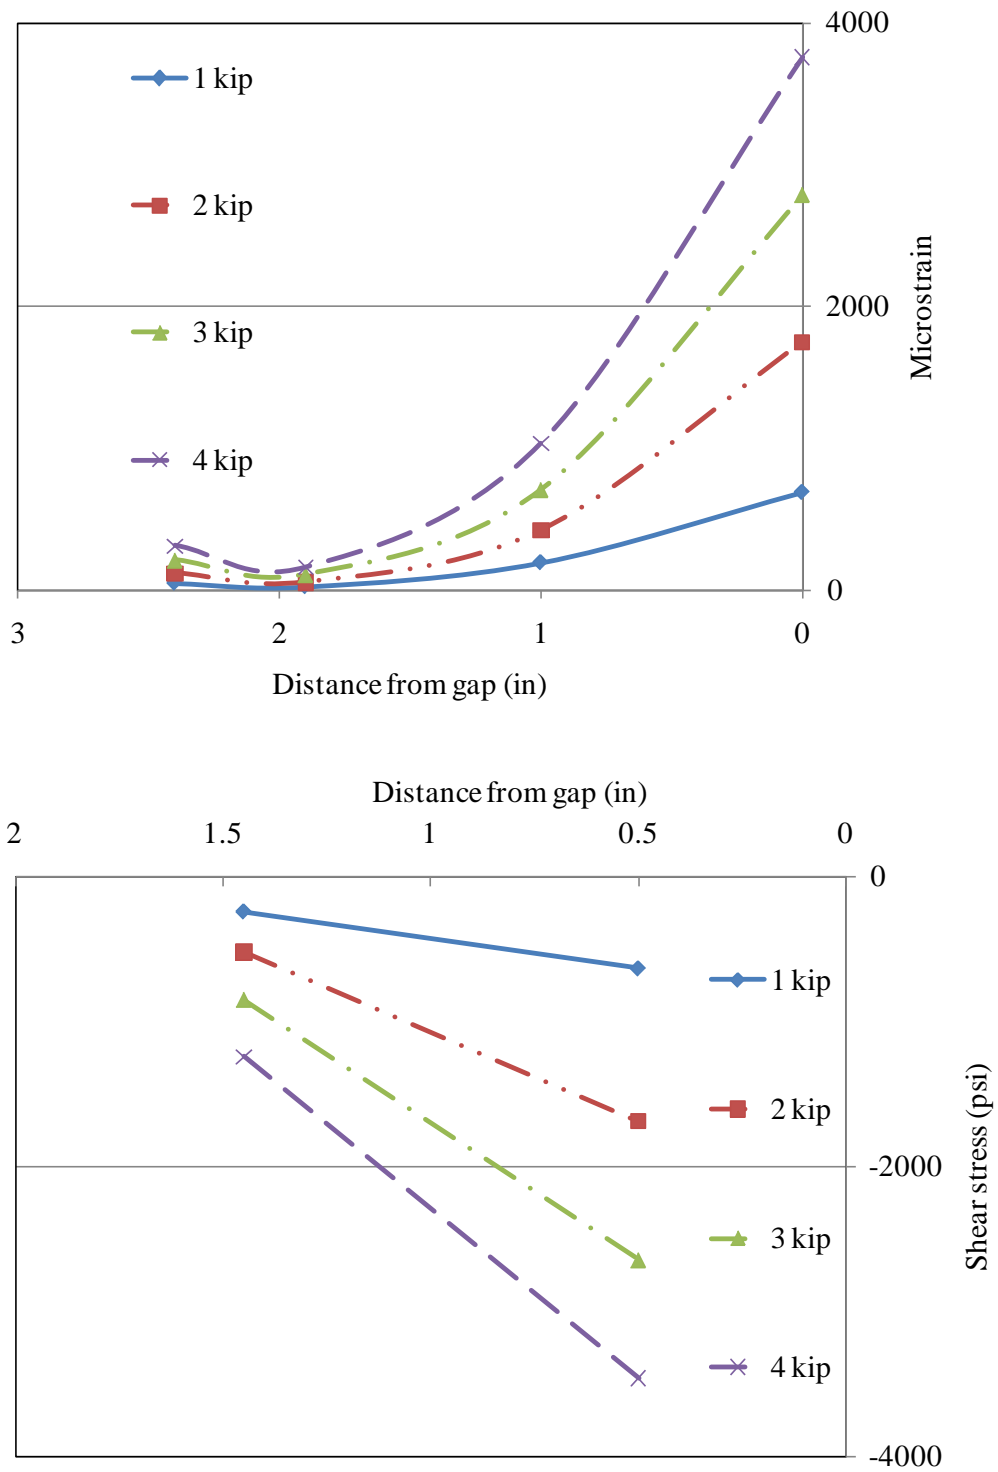 4000
1 kip
2 kip
Microstrain
2000
3 kip
4 kip
0
3 2 1 0
Distance from gap (in)
Distance from gap (in)
2 1.5 1 0.5 0
0
1 kip
2 kip
-2000
Shear stress (psi)
3 kip
4 kip
-4000